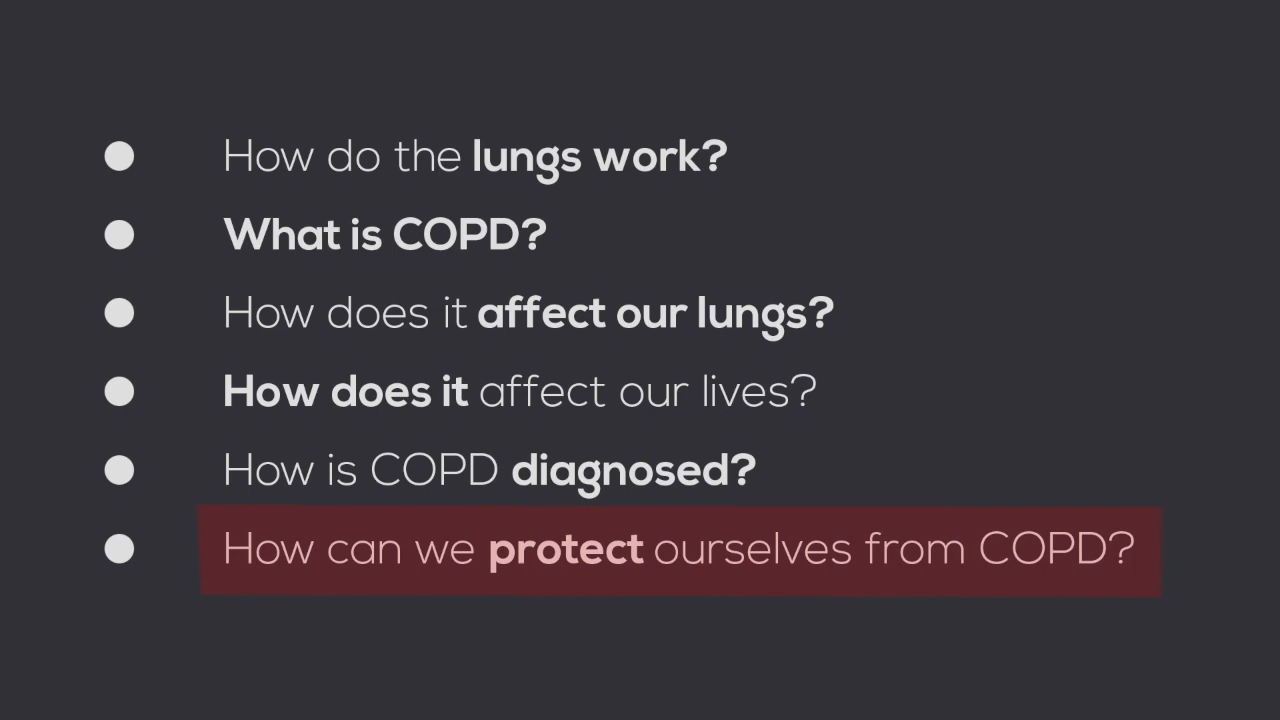 How do the lungs work?
What is COPD?
How does it affect our lungs?
How does it affect our lives?
How is COPD diagnosed?
How can we protect ourselves from COPD?